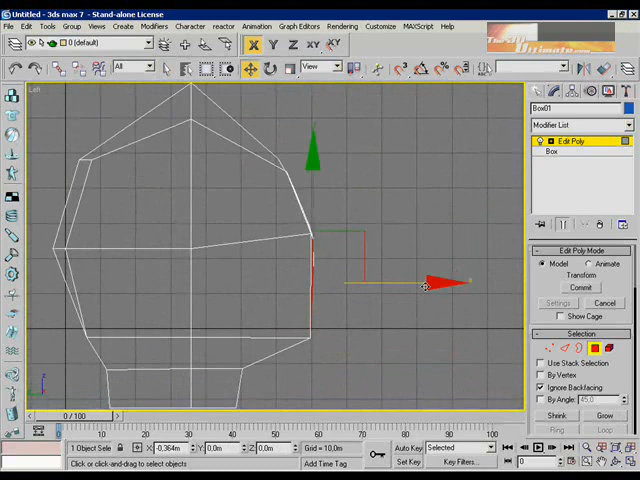 Untitled - 3ds max 7 - Stand-alone License
File Edit Tools Group Views Create Modifiers Character reactor Animation Graph Editors Rendering Customize MAXScript Help
0 (default) X Y Z XY XY
All View
Left
Box01
Modifier List
Edit Poly
Box
Edit Poly Mode
Model Animate
Transform
Commit
Settings Cancel
Show Cage
Selection
Use Stack Selection
By Vertex
Ignore Backfacing
By Angle: 45,0
Shrink Grow
Ring Loop
0 / 100
0 10 20 30 40 50 60 70 80 90 100
1 Object Sele X: -0,364m Y: 0,0m Z: 0,0m Grid = 10,0m Auto Key Selected
Click or click-and-drag to select objects Add Time Tag Set Key Key Filters... 0